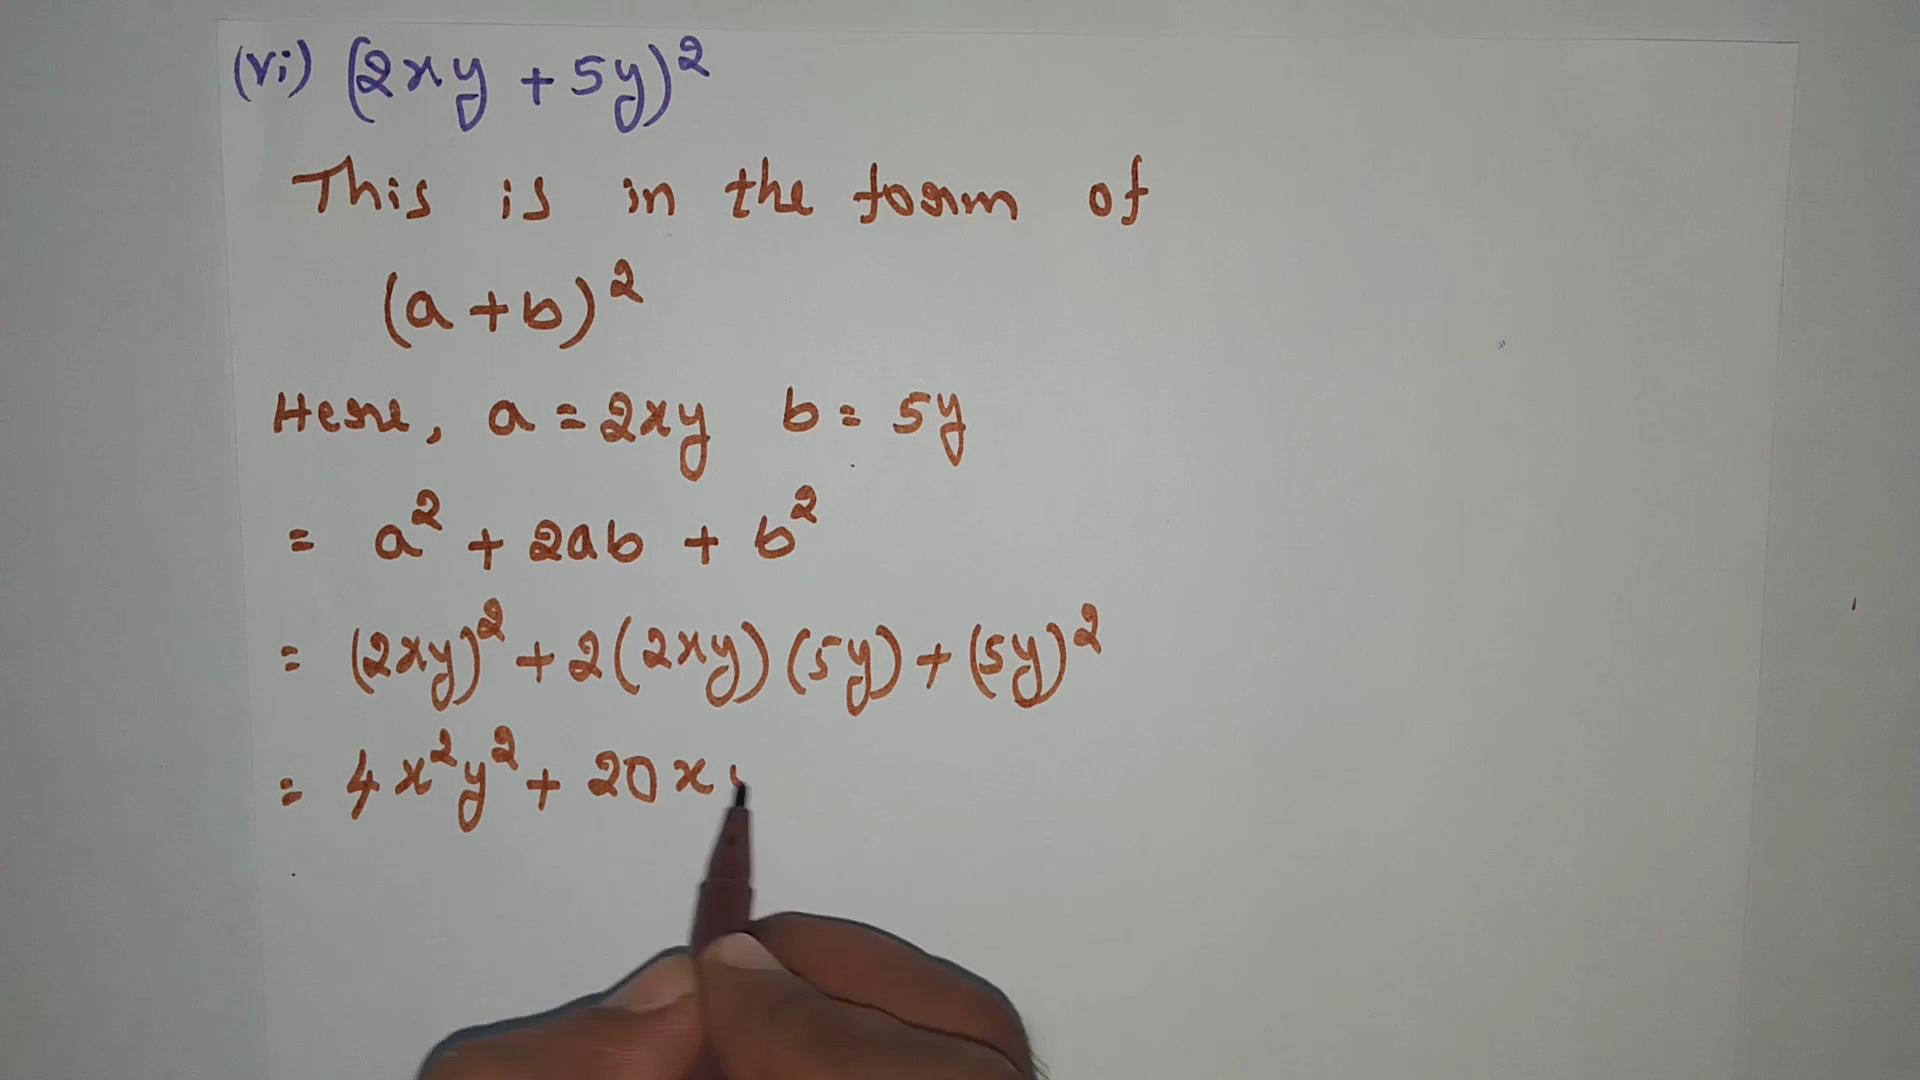 (vi) (2xy + 5y)²
This is in the form of
(a + b)²
Here, a = 2xy b = 5y
= a² + 2ab + b²
= (2xy)² + 2(2xy)(5y) + (5y)²
= 4x²y² + 20x